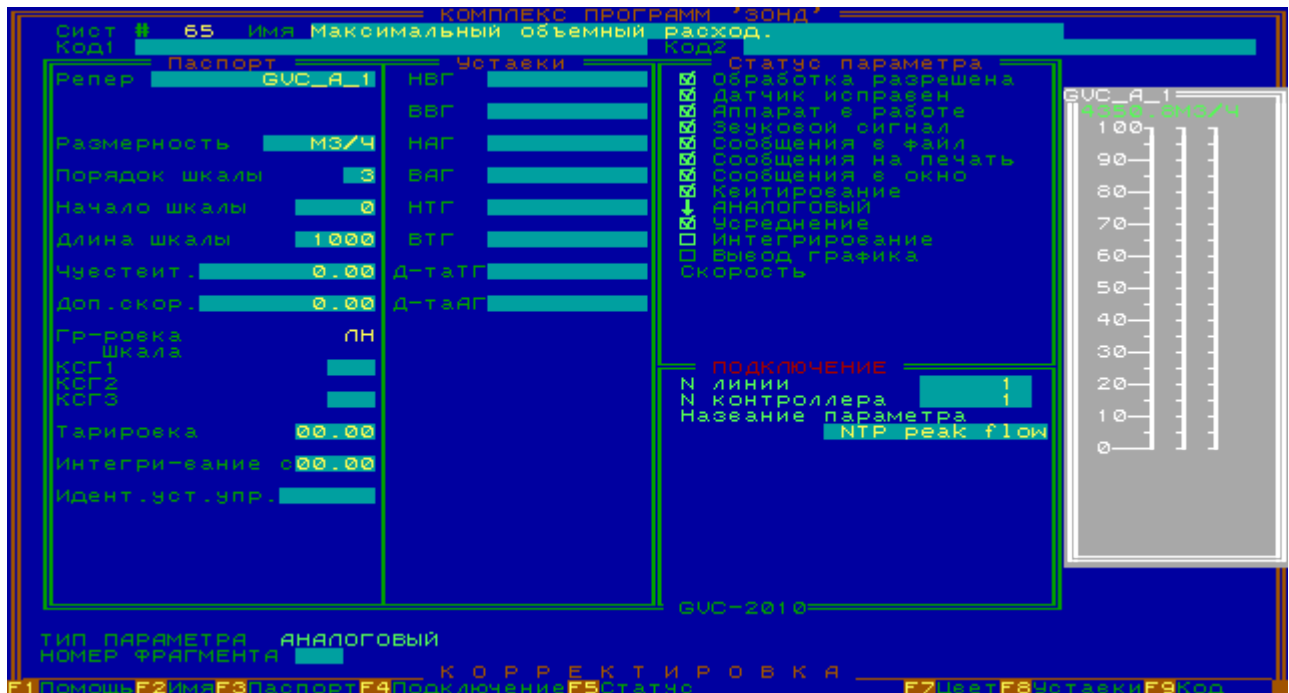 КОМПЛЕКС ПРОГРАММ 'ЗОНД'
Сист # 65 Имя Максимальный объемный расход.
Код1 Код2
Паспорт
Репер GVC_A_1
Размерность М3/Ч
Порядок шкалы 3
Начало шкалы 0
Длина шкалы 1000
Чувствит. 0.00
Доп.скор. 0.00
Гр-ровка ЛН
Шкала
КСГ1
КСГ2
КСГ3
Тарировка 00.00
Интегри-вание с 00.00
Идент.уст.упр.
Уставки
НВГ
ВВГ
НАГ
ВАГ
НТГ
ВТГ
Д-таТГ
Д-таАГ
Статус параметра
Обработка разрешена
Датчик исправен
Аппарат в работе
Звуковой сигнал
Сообщения в файл
Сообщения на печать
Сообщения в окно
Квитирование
АНАЛОГОВЫЙ
Усреднение
Интегрирование
Вывод графика
Скорость
ПОДКЛЮЧЕНИЕ
N линии 1
N контроллера 1
Название параметра
NTP peak flow
GVC-2010
GVC_A_1
4350.8М3/Ч
100
90
80
70
60
50
40
30
20
10
0
ТИП ПАРАМЕТРА АНАЛОГОВЫЙ
НОМЕР ФРАГМЕНТА
К О Р Р Е К Т И Р О В К А
F1Помощь F2Имя F3Паспорт F4Подключение F5Статус F7Цвет F8Уставки F9Код